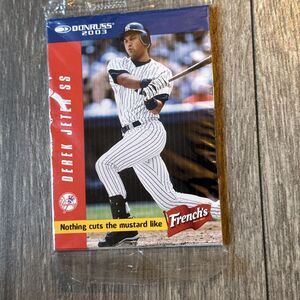 DONRUSS
2003
DEREK JETER SS
Nothing cuts the mustard like
French's